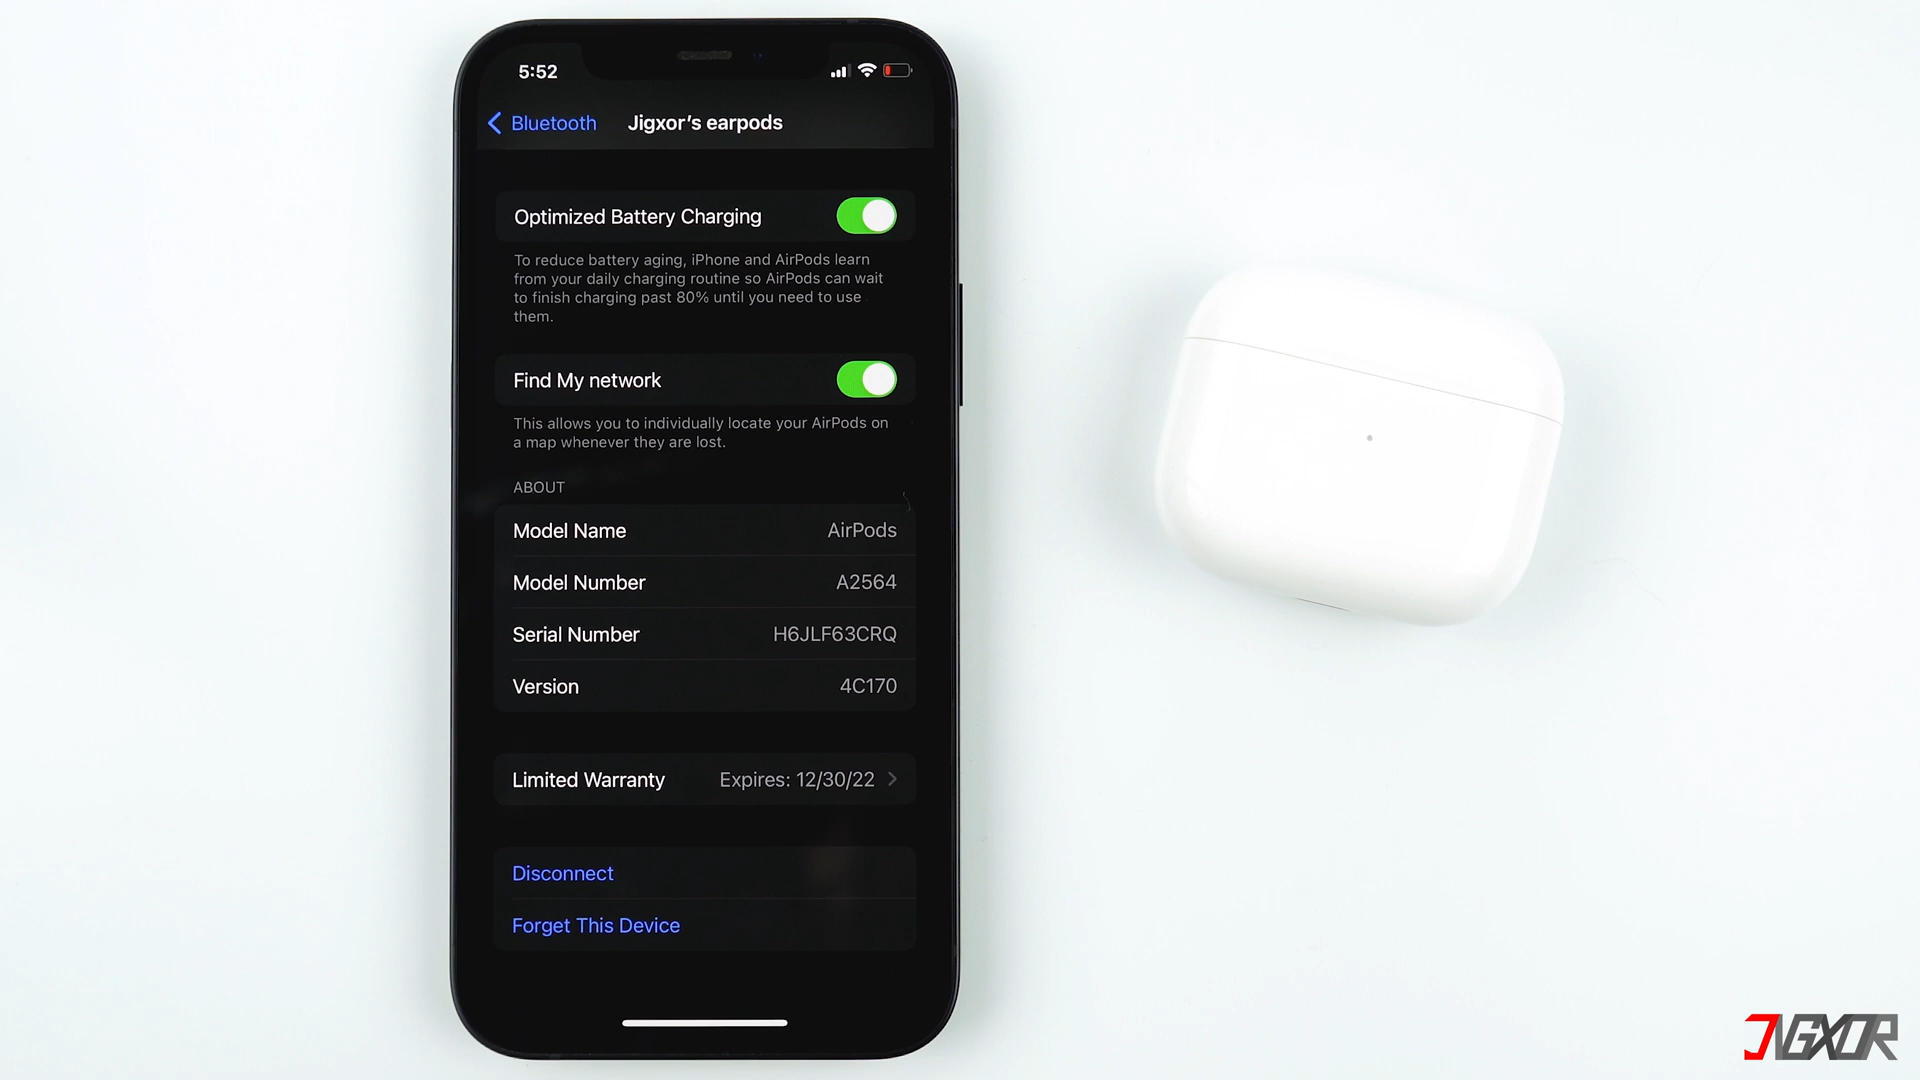 5:52
Bluetooth
Jigxor's earpods
Optimized Battery Charging
To reduce battery aging, iPhone and AirPods learn
from your daily charging routine so AirPods can wait
to finish charging past 80% until you need to use
them.
Find My network
This allows you to individually locate your AirPods on
a map whenever they are lost.
ABOUT
Model Name AirPods
Model Number A2564
Serial Number H6JLF63CRQ
Version 4C170
Limited Warranty Expires: 12/30/22
Disconnect
Forget This Device
JIGXOR